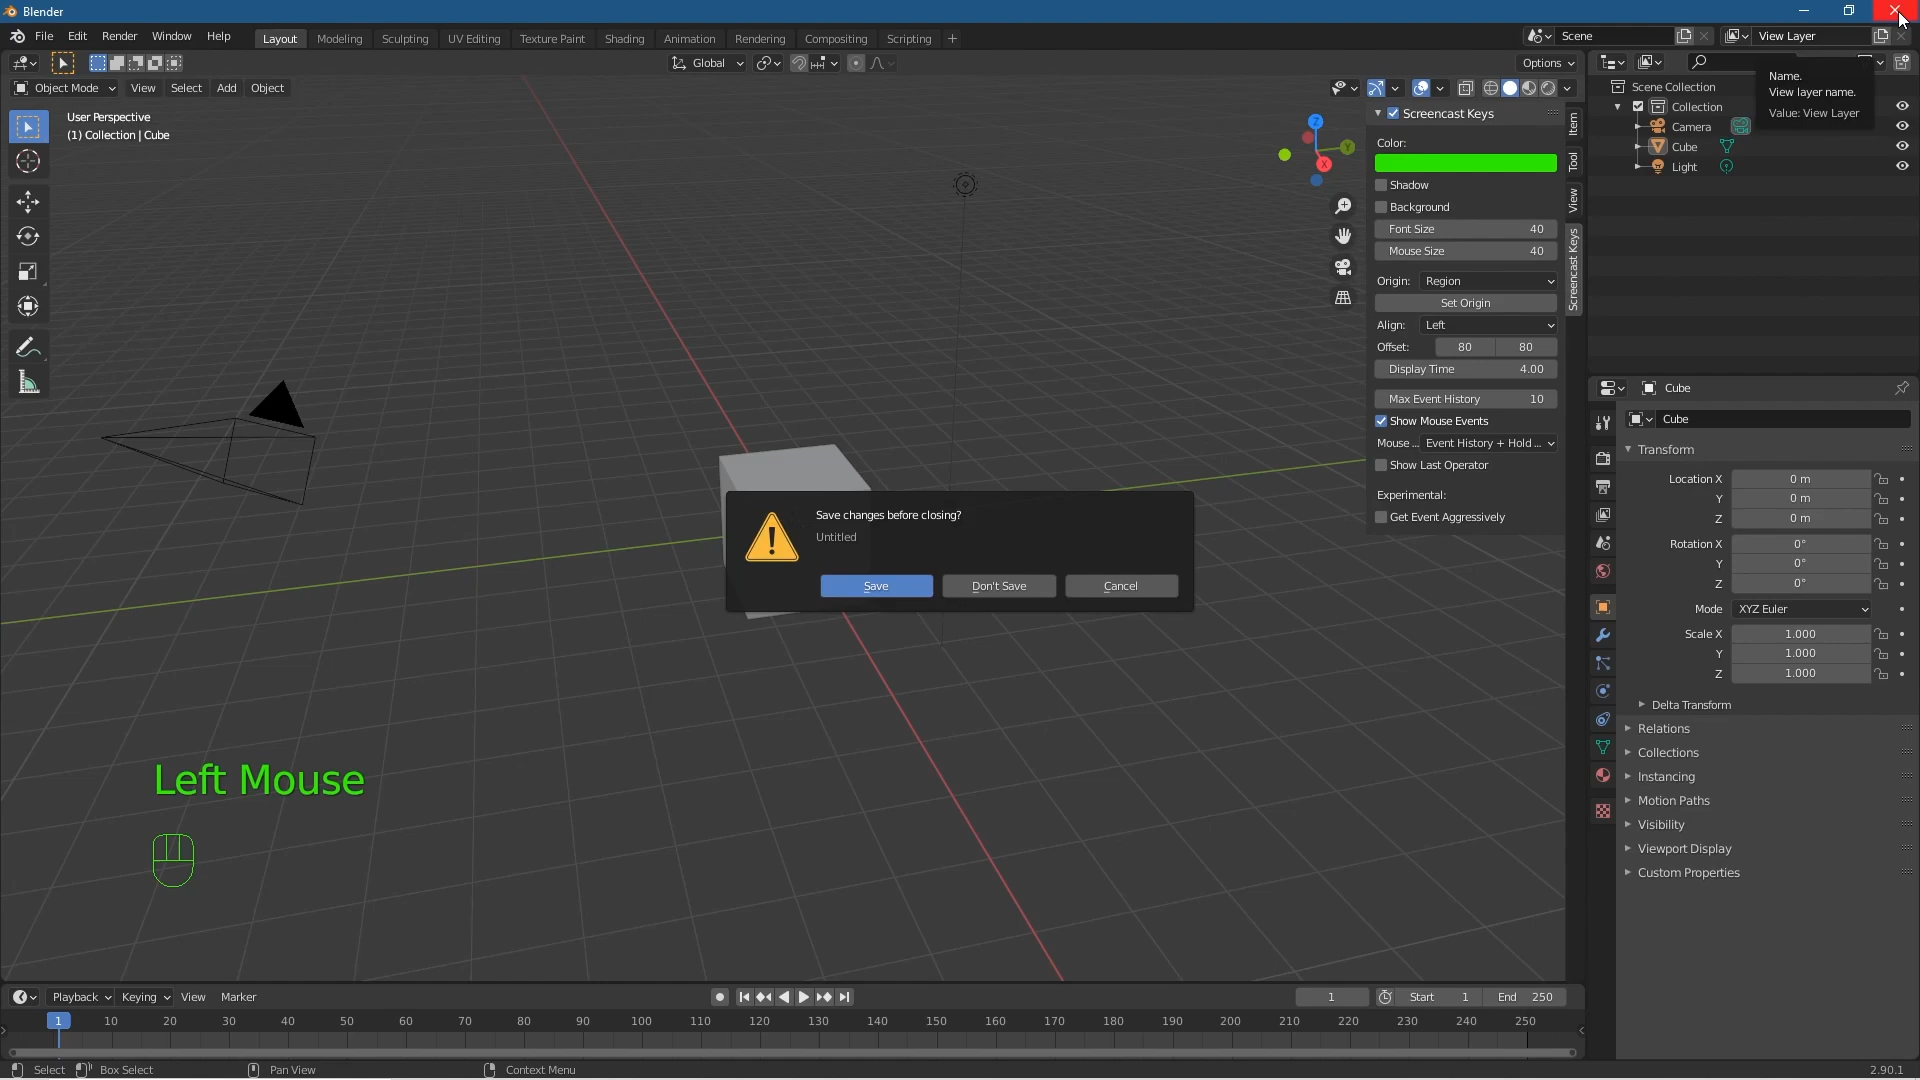 Blender
File Edit Render Window Help
Layout Modeling Sculpting UV Editing Texture Paint Shading Animation Rendering Compositing Scripting +
Scene
View Layer
Global
Options
Object Mode View Select Add Object
User Perspective
(1) Collection | Cube
Z
Y
X
Screencast Keys
Color:
Shadow
Background
Font Size 40
Mouse Size 40
Origin: Region
Set Origin
Align: Left
Offset: 80 80
Display Time 4.00
Max Event History 10
Show Mouse Events
Mouse ... Event History + Hold ...
Show Last Operator
Experimental:
Get Event Aggressively
Item
Tool
View
Screencast Keys
Scene Collection
Collection
Camera
Cube
Light
Name.
View layer name.
Value: View Layer
Save changes before closing?
Untitled
Save Don't Save Cancel
Left Mouse
Cube
Cube
Transform
Location X 0 m
Y 0 m
Z 0 m
Rotation X 0°
Y 0°
Z 0°
Mode XYZ Euler
Scale X 1.000
Y 1.000
Z 1.000
Delta Transform
Relations
Collections
Instancing
Motion Paths
Visibility
Viewport Display
Custom Properties
Playback Keying View Marker
1 Start 1 End 250
1 10 20 30 40 50 60 70 80 90 100 110 120 130 140 150 160 170 180 190 200 210 220 230 240 250
Select Box Select Pan View Context Menu 2.90.1